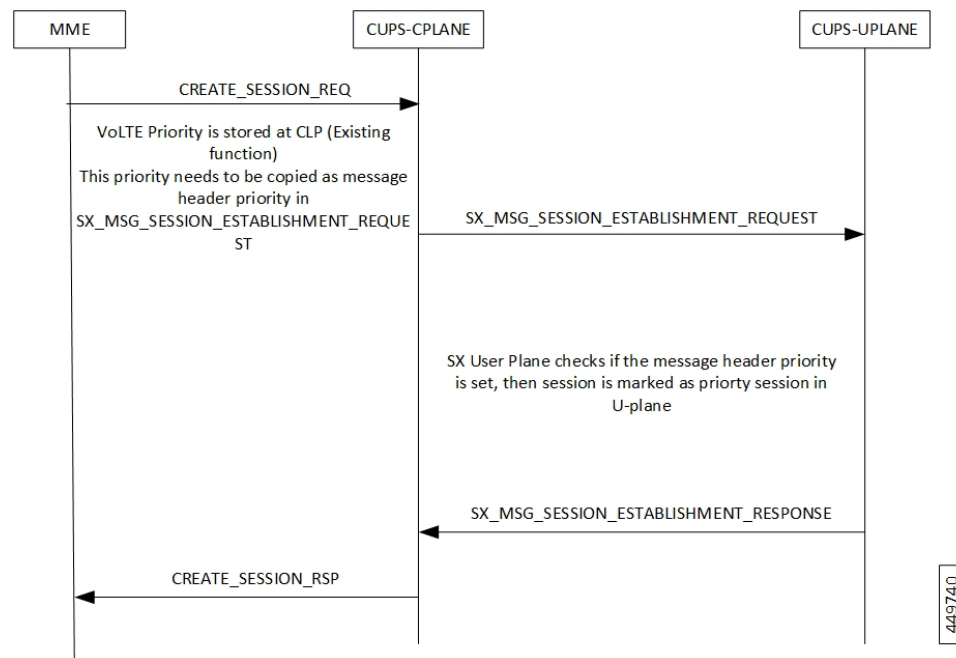 MME
CUPS-CPLANE
CUPS-UPLANE
CREATE_SESSION_REQ
VoLTE Priority is stored at CLP (Existing
function)
This priority needs to be copied as message
header priority in
SX_MSG_SESSION_ESTABLISHMENT_REQUE
ST
SX_MSG_SESSION_ESTABLISHMENT_REQUEST
SX User Plane checks if the message header priority
is set, then session is marked as priorty session in
U-plane
SX_MSG_SESSION_ESTABLISHMENT_RESPONSE
CREATE_SESSION_RSP
449740